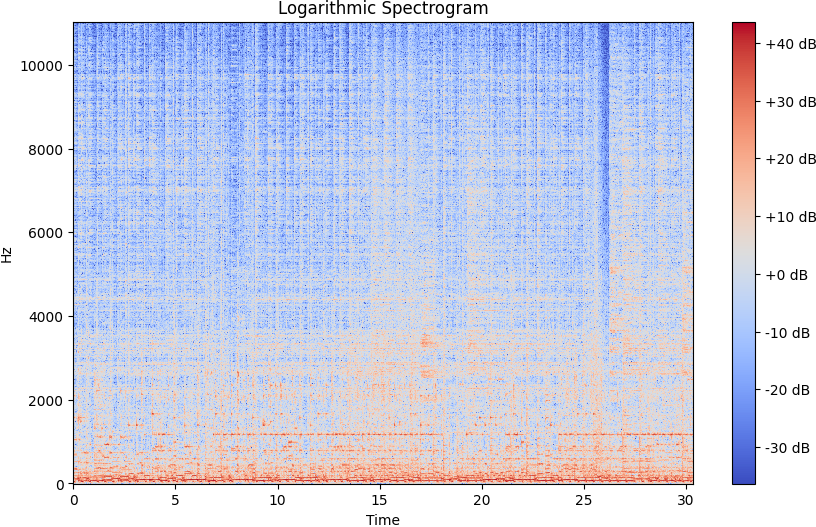 Logarithmic Spectrogram
Hz
10000
8000
6000
4000
2000
0
0 5 10 15 20 25 30
Time
+40 dB
+30 dB
+20 dB
+10 dB
+0 dB
-10 dB
-20 dB
-30 dB